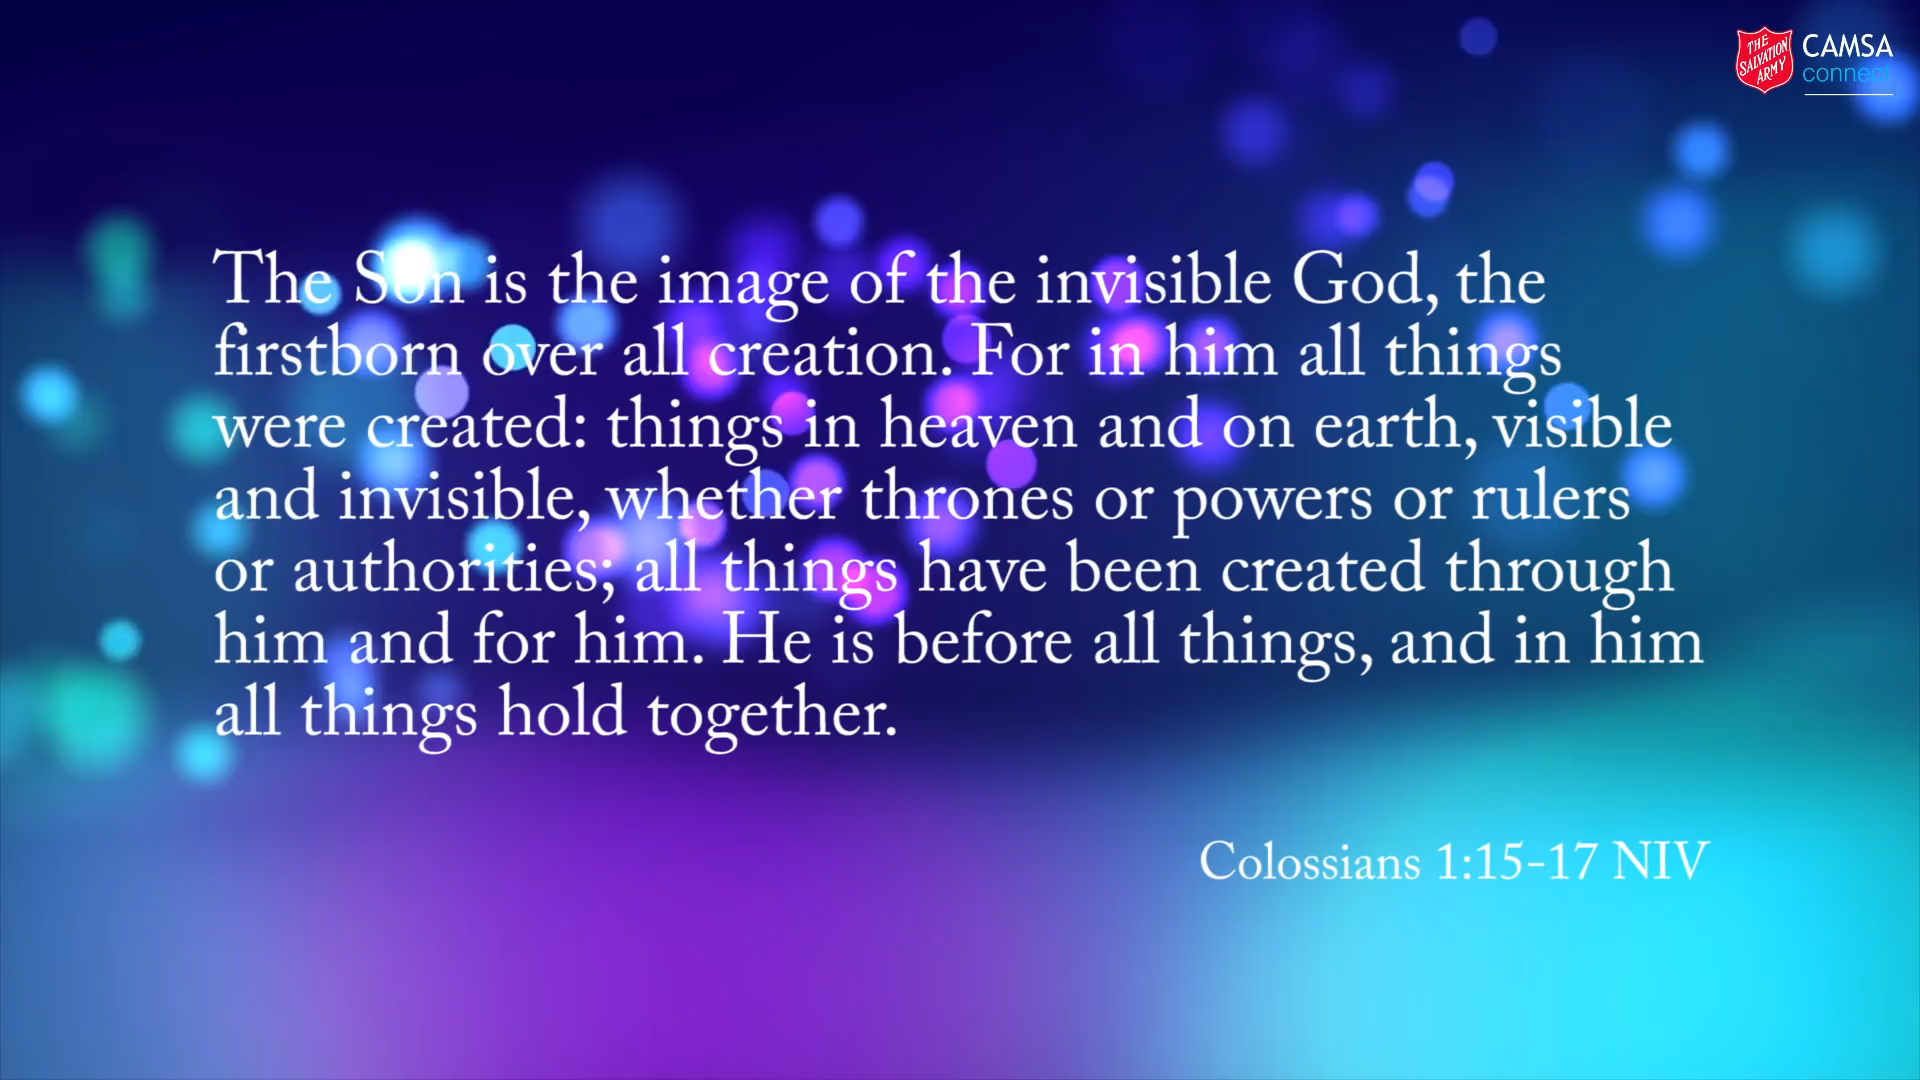 THE
SALVATION
ARMY
CAMSA
connect
The Son is the image of the invisible God, the
firstborn over all creation. For in him all things
were created: things in heaven and on earth, visible
and invisible, whether thrones or powers or rulers
or authorities; all things have been created through
him and for him. He is before all things, and in him
all things hold together.
Colossians 1:15-17 NIV